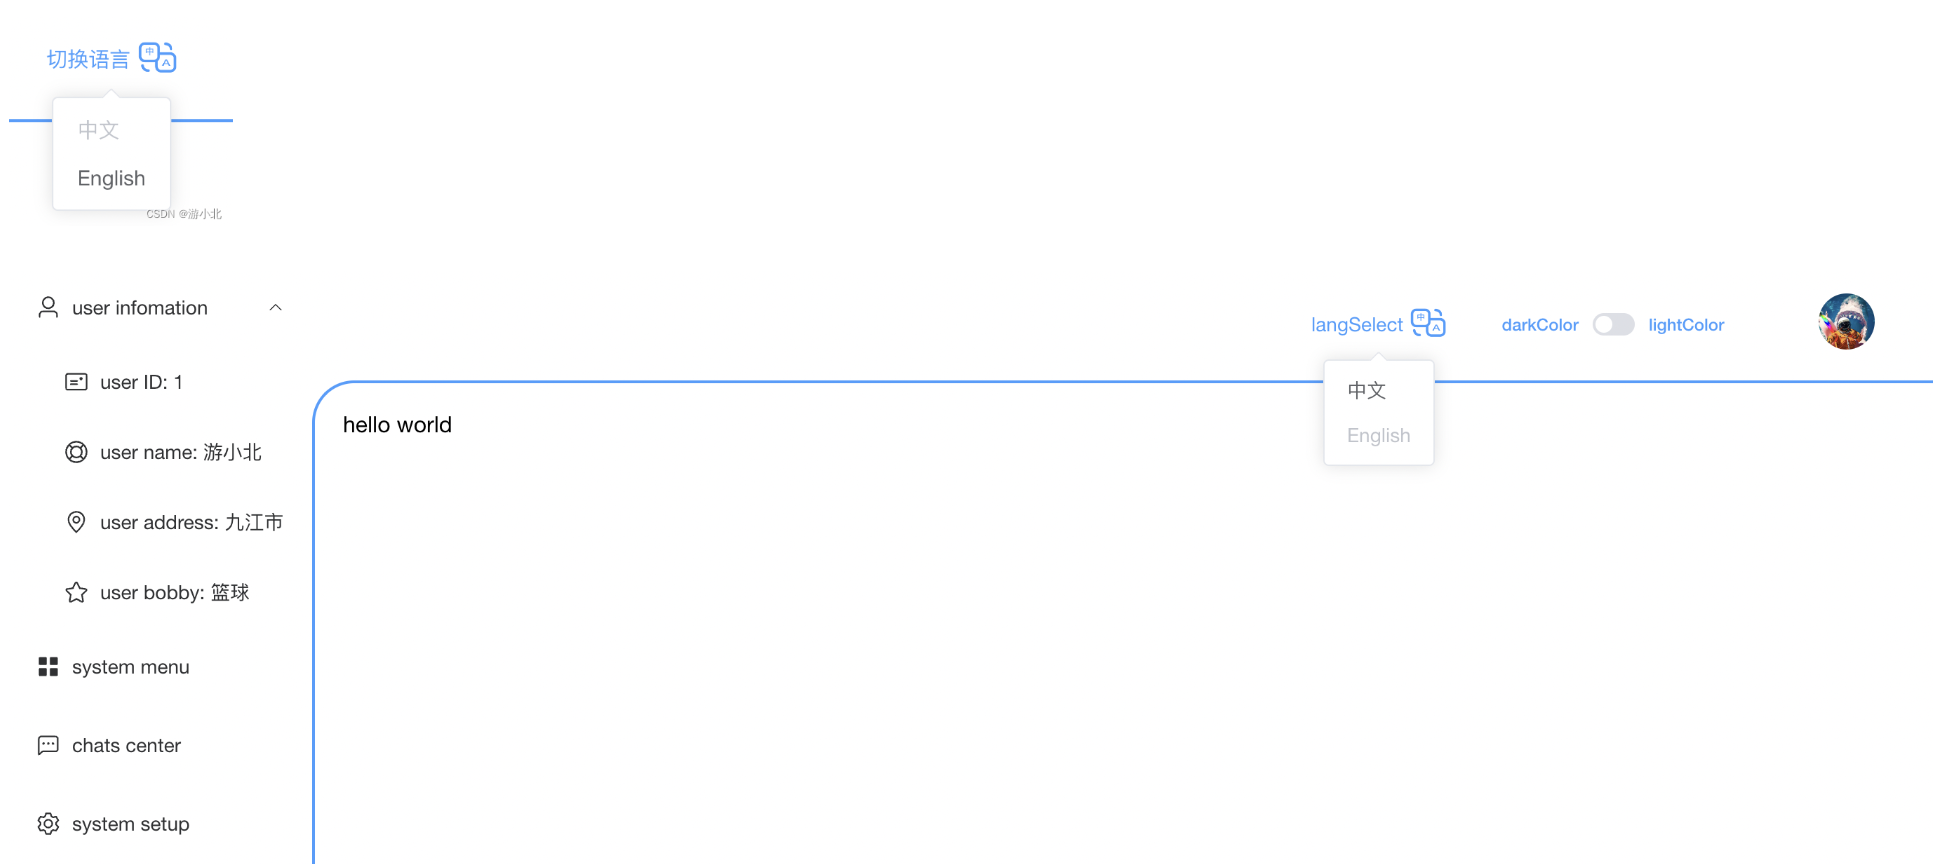 切换语言
中文
English
CSDN @游小北
user infomation
user ID: 1
user name: 游小北
user address: 九江市
user bobby: 篮球
system menu
chats center
system setup
langSelect
darkColor
lightColor
中文
English
hello world